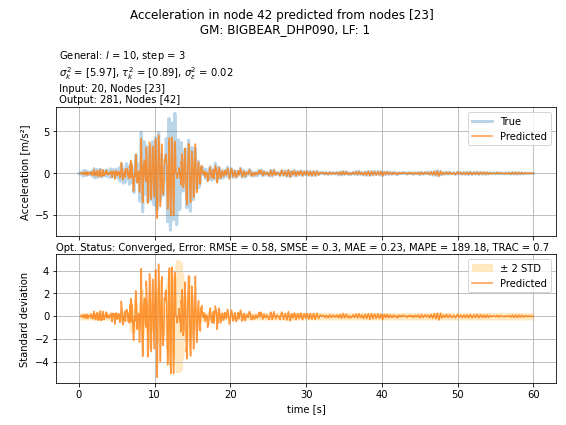 Acceleration in node 42 predicted from nodes [23]
GM: BIGBEAR_DHP090, LF: 1
General: l = 10, step = 3
σ²ₖ = [5.97], τ²ₖ = [0.89], σ²ε = 0.02
Input: 20, Nodes [23]
Output: 281, Nodes [42]
Acceleration [m/s²]
5
0
−5
True
Predicted
Opt. Status: Converged, Error: RMSE = 0.58, SMSE = 0.3, MAE = 0.23, MAPE = 189.18, TRAC = 0.7
Standard deviation
4
2
0
−2
−4
± 2 STD
Predicted
0 10 20 30 40 50 60
time [s]